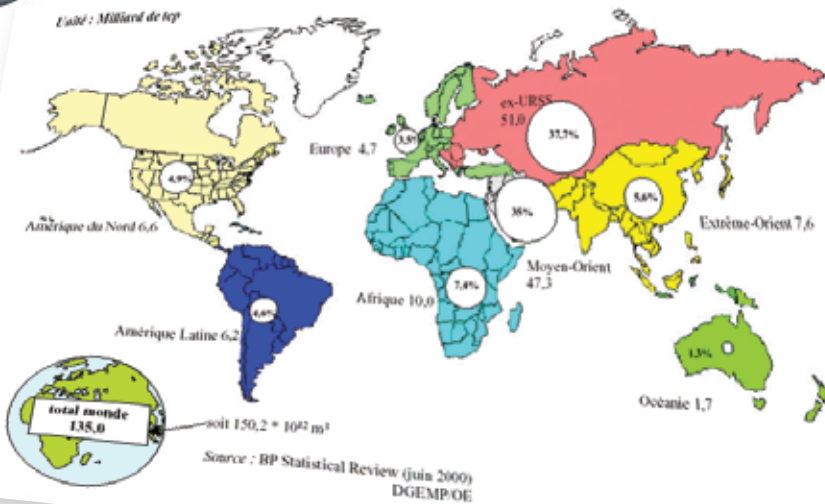 Unité : Milliard de tep
ex-URSS
51,0
37,7%
Europe 4,7
3,5%
4,9%
35%
5,6%
Amérique du Nord 6,6
Extrême-Orient 7,6
Moyen-Orient
47,3
Afrique 10,0
7,4%
4,6%
Amérique Latine 6,2
1,3%
Océanie 1,7
total monde
135,0
soit 150,2 * 10¹² m³
Source : BP Statistical Review (juin 2000)
DGEMP/OE